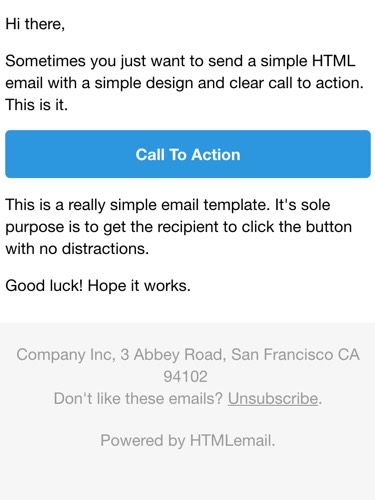 Hi there,
Sometimes you just want to send a simple HTML
email with a simple design and clear call to action.
This is it.
Call To Action
This is a really simple email template. It's sole
purpose is to get the recipient to click the button
with no distractions.
Good luck! Hope it works.
Company Inc, 3 Abbey Road, San Francisco CA
94102
Don't like these emails? Unsubscribe.
Powered by HTMLemail.